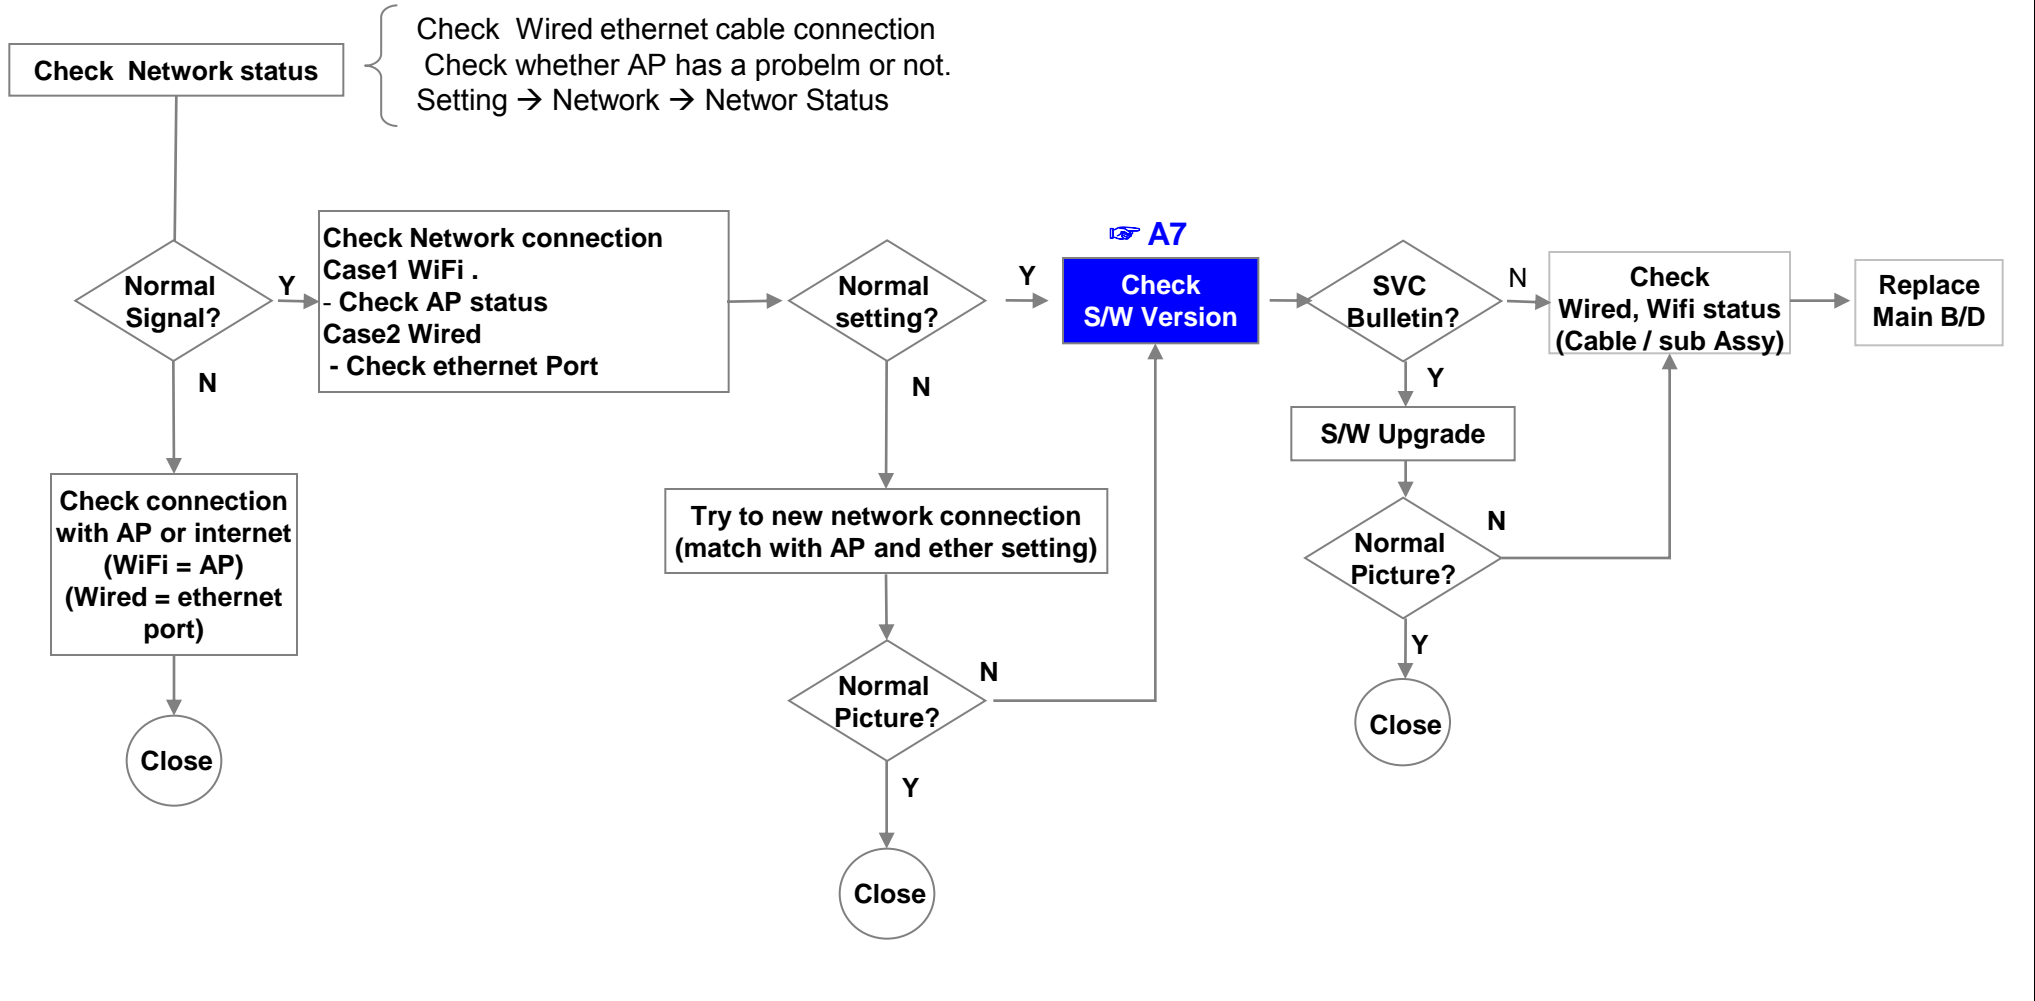 Check Wired ethernet cable connection
Check whether AP has a probelm or not.
Setting → Network → Networ Status
Check Network status
Normal
Signal?
Y
N
Check Network connection
Case1 WiFi .
- Check AP status
Case2 Wired
- Check ethernet Port
Normal
setting?
Y
N
☞ A7
Check
S/W Version
SVC
Bulletin?
N
Y
Check
Wired, Wifi status
(Cable / sub Assy)
Replace
Main B/D
S/W Upgrade
Check connection
with AP or internet
(WiFi = AP)
(Wired = ethernet
port)
Try to new network connection
(match with AP and ether setting)
Normal
Picture?
N
Y
Normal
Picture?
N
Y
Close
Close
Close